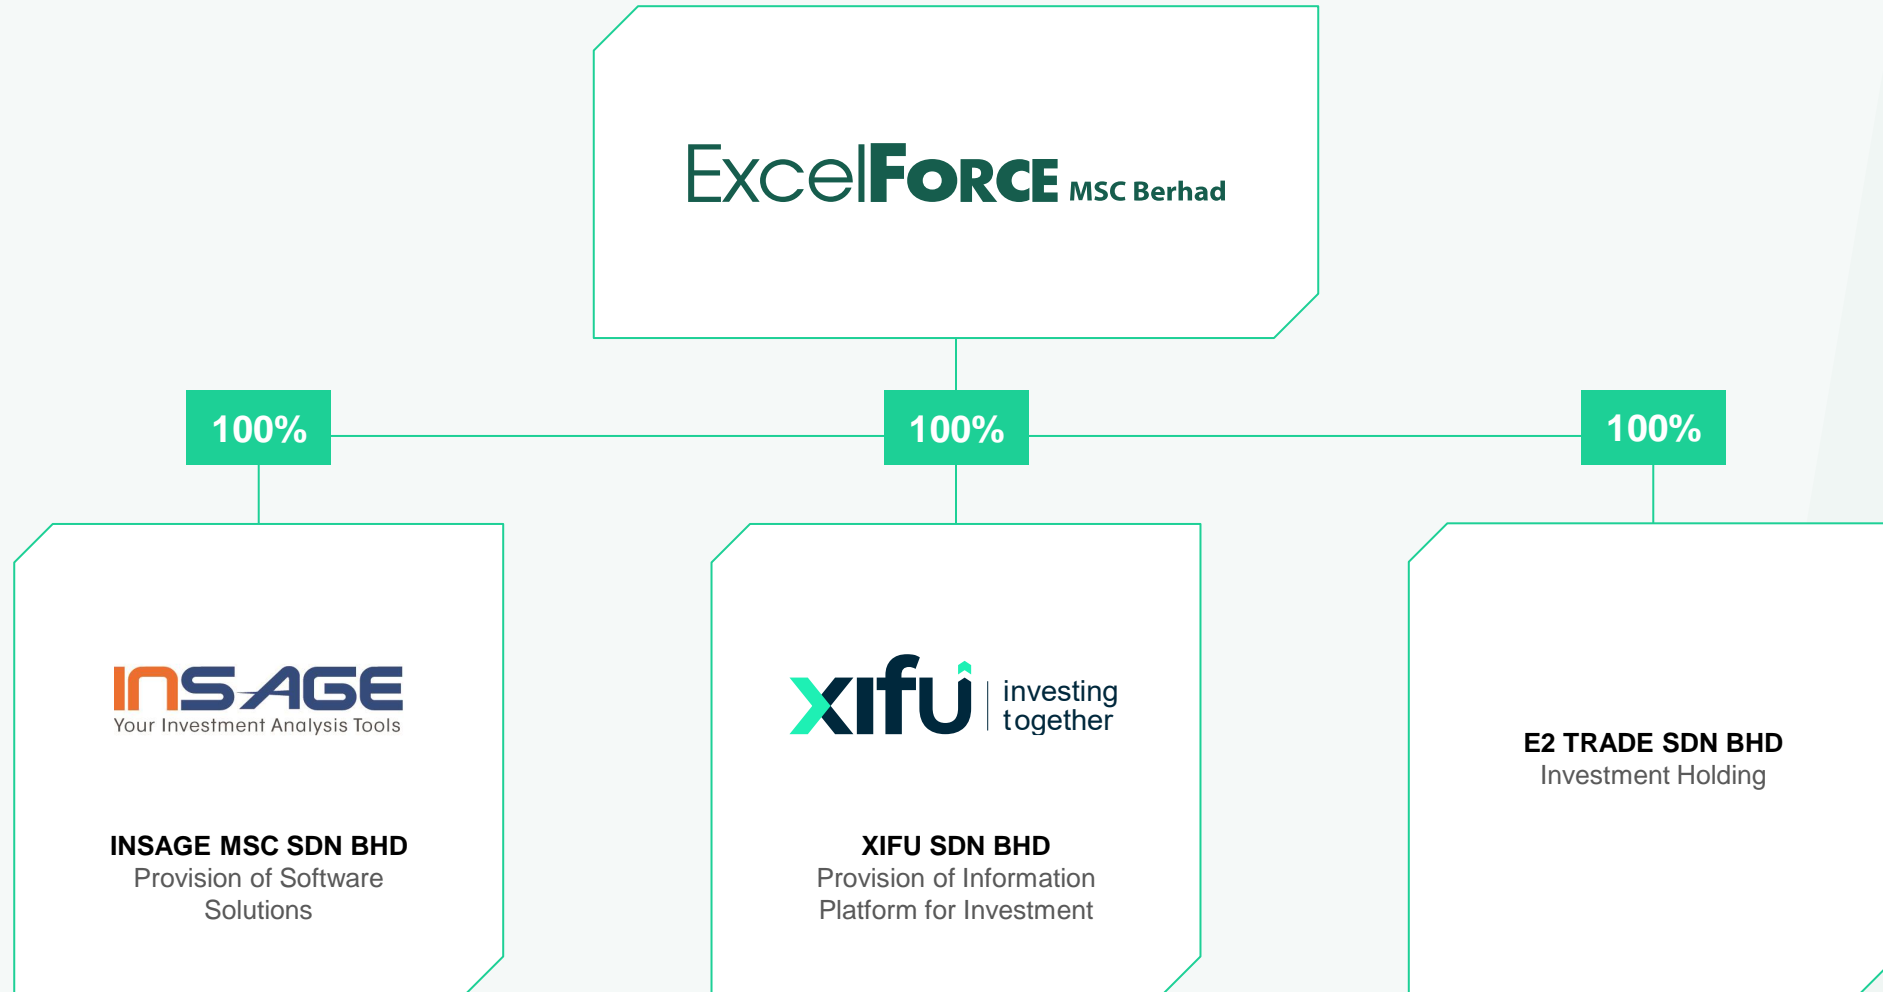 ExcelFORCE MSC Berhad
100%
100%
100%
INSAGE
Your Investment Analysis Tools
INSAGE MSC SDN BHD
Provision of Software
Solutions
xifu
investing
together
XIFU SDN BHD
Provision of Information
Platform for Investment
E2 TRADE SDN BHD
Investment Holding